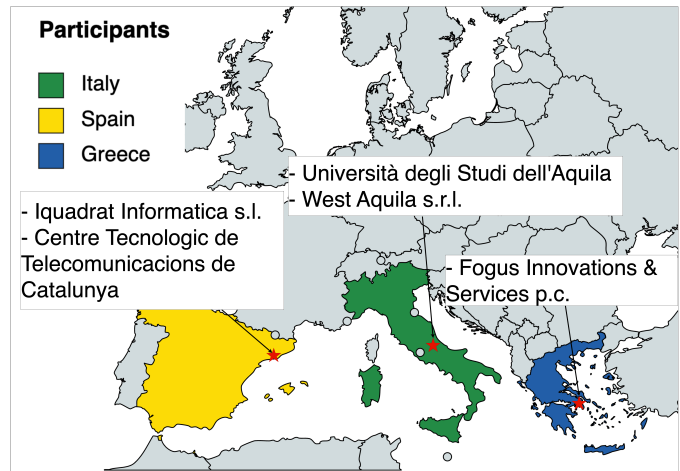 Participants
Italy
Spain
Greece
- Università degli Studi dell'Aquila
- West Aquila s.r.l.
- Iquadrat Informatica s.l.
- Centre Tecnologic de
Telecomunicacions de
Catalunya
- Fogus Innovations &
Services p.c.